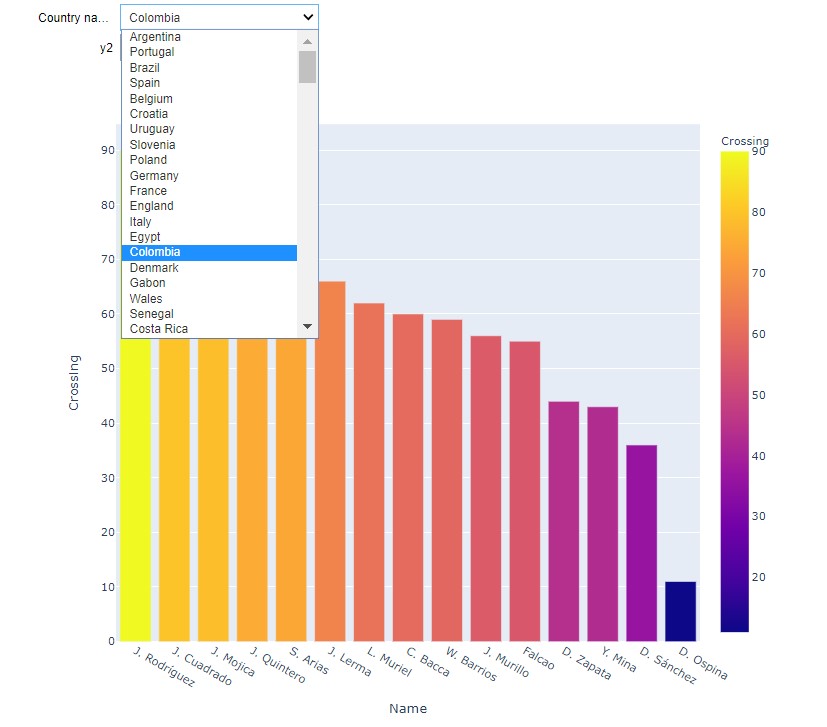 Country na...
Colombia
y2
Argentina
Portugal
Brazil
Spain
Belgium
Croatia
Uruguay
Slovenia
Poland
Germany
France
England
Italy
Egypt
Colombia
Denmark
Gabon
Wales
Senegal
Costa Rica
Crossing
90
80
70
60
50
40
30
20
10
0
Crossing
90
80
70
60
50
40
30
20
J. Rodríguez
J. Cuadrado
J. Mojica
J. Quintero
S. Arias
J. Lerma
L. Muriel
C. Bacca
W. Barrios
J. Murillo
Falcao
D. Zapata
Y. Mina
D. Sánchez
D. Ospina
Name